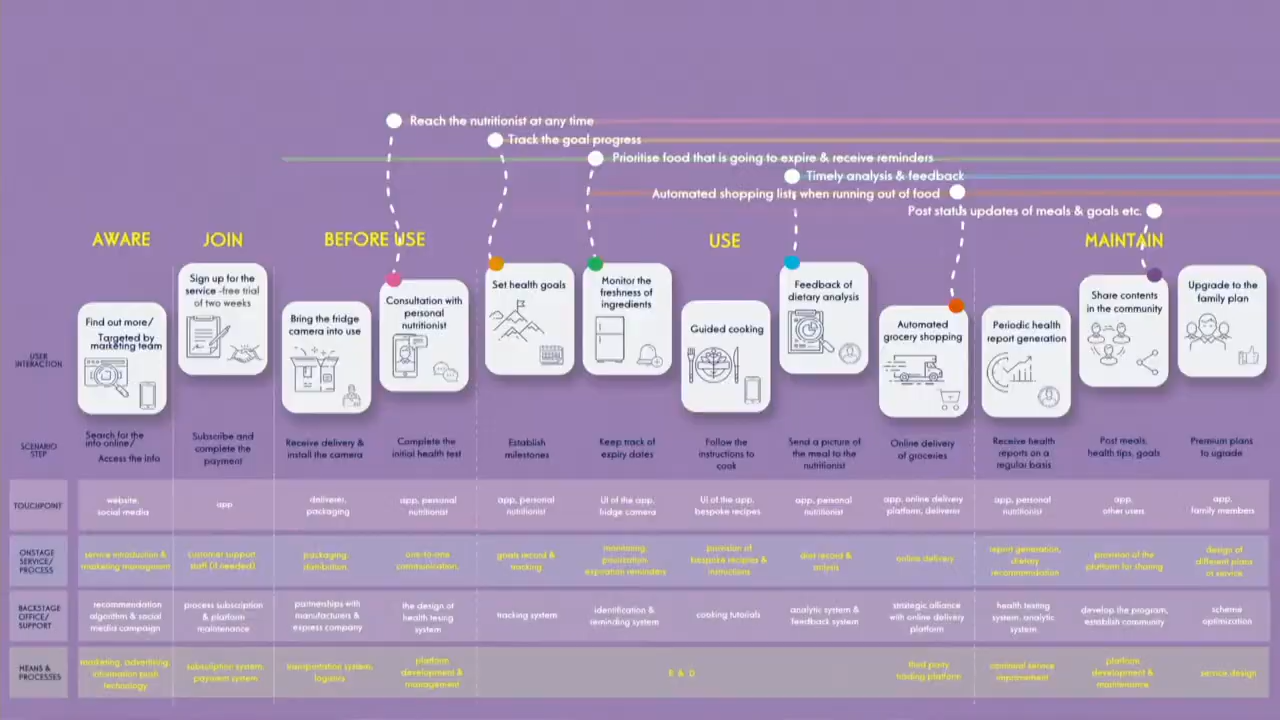 Reach the nutritionist at any time
Track the goal progress
Prioritise food that is going to expire & receive reminders
Timely analysis & feedback
Automated shopping lists when running out of food
Post status updates of meals & goals etc.
AWARE
JOIN
BEFORE USE
USE
MAINTAIN
USER
INTERACTION
Find out more/
Targeted by
marketing team
Sign up for the
service -free trial
of two weeks
Bring the fridge
camera into use
Consultation with
personal
nutritionist
Set health goals
Monitor the
freshness of
ingredients
Guided cooking
Feedback of
dietary analysis
Automated
grocery shopping
Periodic health
report generation
Share contents
in the community
Upgrade to the
family plan
SCENARIO
STEP
Search for the
info online/
Access the info
Subscribe and
complete the
payment
Receive delivery &
install the camera
Complete the
initial health test
Establish
milestones
Keep track of
expiry dates
Follow the
instructions to
cook
Send a picture of
the meal to the
nutritionist
Online delivery
of groceries
Receive health
reports on a
regular basis
Post meals,
health tips, goals
Premium plans
to ugrade
TOUCHPOINT
website,
social media
app
deliverer,
packaging
app, personal
nutritionist
app, personal
nutritionist
UI of the app,
fridge camera
UI of the app,
bespoke recipes
app, personal
nutritionist
app, online delivery
platform, deliverer
app, personal
nutritionist
app,
other users
app,
family members
ONSTAGE
SERVICE/
PROCESS
service introduction &
marketing managment
customer support
staff (if needed)
packaging,
distribution
one-to-one
communication,
goals record &
tracking
monitoring,
prioritization
expiration reminders
provision of
bespoke recipies &
instructions
diet record &
anlysis
online delivery
report generation,
dietary
recommendation
provision of the
platform for sharing
design of
different plans
of service
BACKSTAGE
OFFICE/
SUPPORT
recommendation
algorithm & social
media campaign
process subscription
& platform
maintenance
partnerships with
manufacturers &
express company
the design of
health tesing
system
tracking system
identification &
reminding system
cooking tutorials
analytic system &
feedback system
strategic alliance
with online delivery
platform
health testing
system, analytic
system
develop the program,
establish community
scheme
optimization
MEANS &
PROCESSES
marketing, advertising,
information push
technology
subscription system,
payment system
transportation system,
logistics
platform
development &
management
R & D
third party
trading platform
continual service
improvement
platform
development &
maintenance
service design